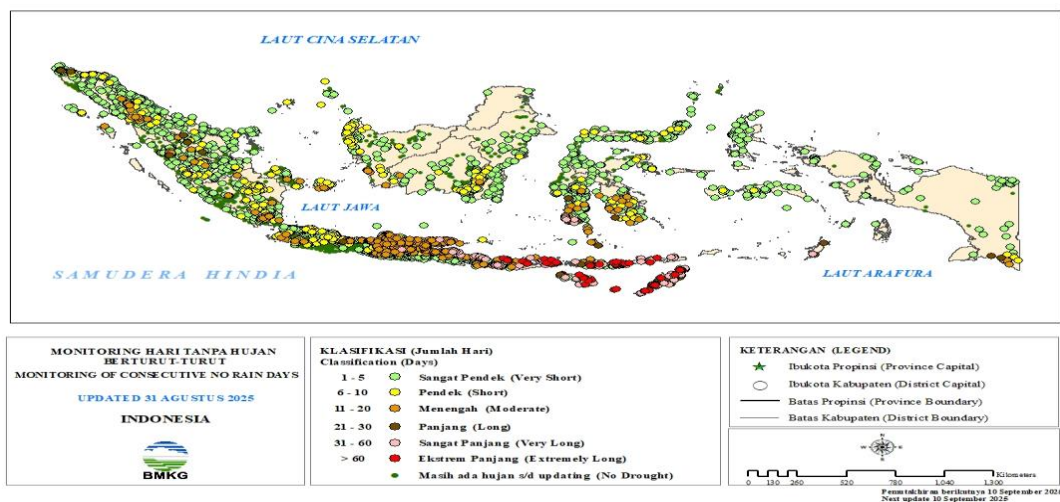 LAUT CINA SELATAN
LAUT JAWA
SAMUDERA HINDIA
LAUT ARAFURA
MONITORING HARI TANPA HUJAN
BERTURUT-TURUT
MONITORING OF CONSECUTIVE NO RAIN DAYS
UPDATED 31 AGUSTUS 2025
INDONESIA
BMKG
KLASIFIKASI (Jumlah Hari)
Classification (Days)
1 - 5 Sangat Pendek (Very Short)
6 - 10 Pendek (Short)
11 - 20 Menengah (Moderate)
21 - 30 Panjang (Long)
31 - 60 Sangat Panjang (Very Long)
> 60 Ekstrem Panjang (Extremely Long)
Masih ada hujan s/d updating (No Drought)
KETERANGAN (LEGEND)
Ibukota Propinsi (Province Capital)
Ibukota Kabupaten (District Capital)
Batas Propinsi (Province Boundary)
Batas Kabupaten (District Boundary)
N
W E
S
Kilometers
0 130 260 520 780 1,040 1,300
Pemutakhiran berikutnya 10 September 202
Next update 10 September 2025